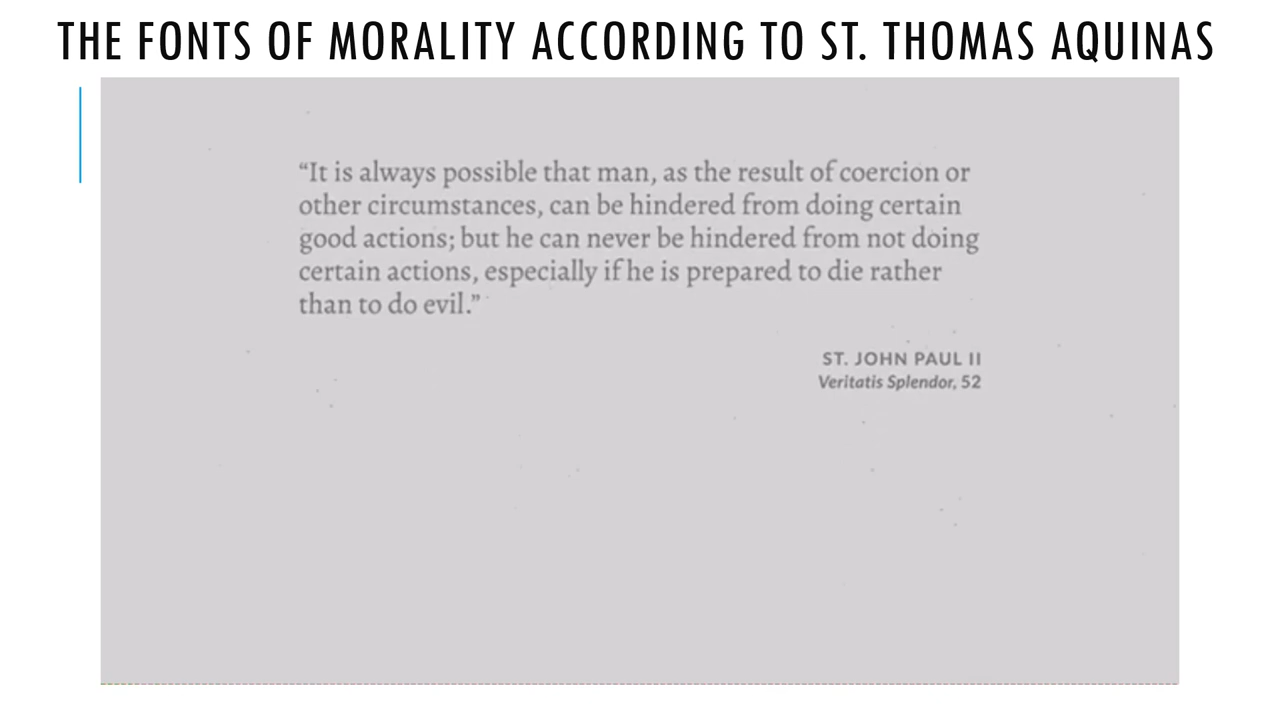 THE FONTS OF MORALITY ACCORDING TO ST. THOMAS AQUINAS
“It is always possible that man, as the result of coercion or
other circumstances, can be hindered from doing certain
good actions; but he can never be hindered from not doing
certain actions, especially if he is prepared to die rather
than to do evil.”
ST. JOHN PAUL II
Veritatis Splendor, 52